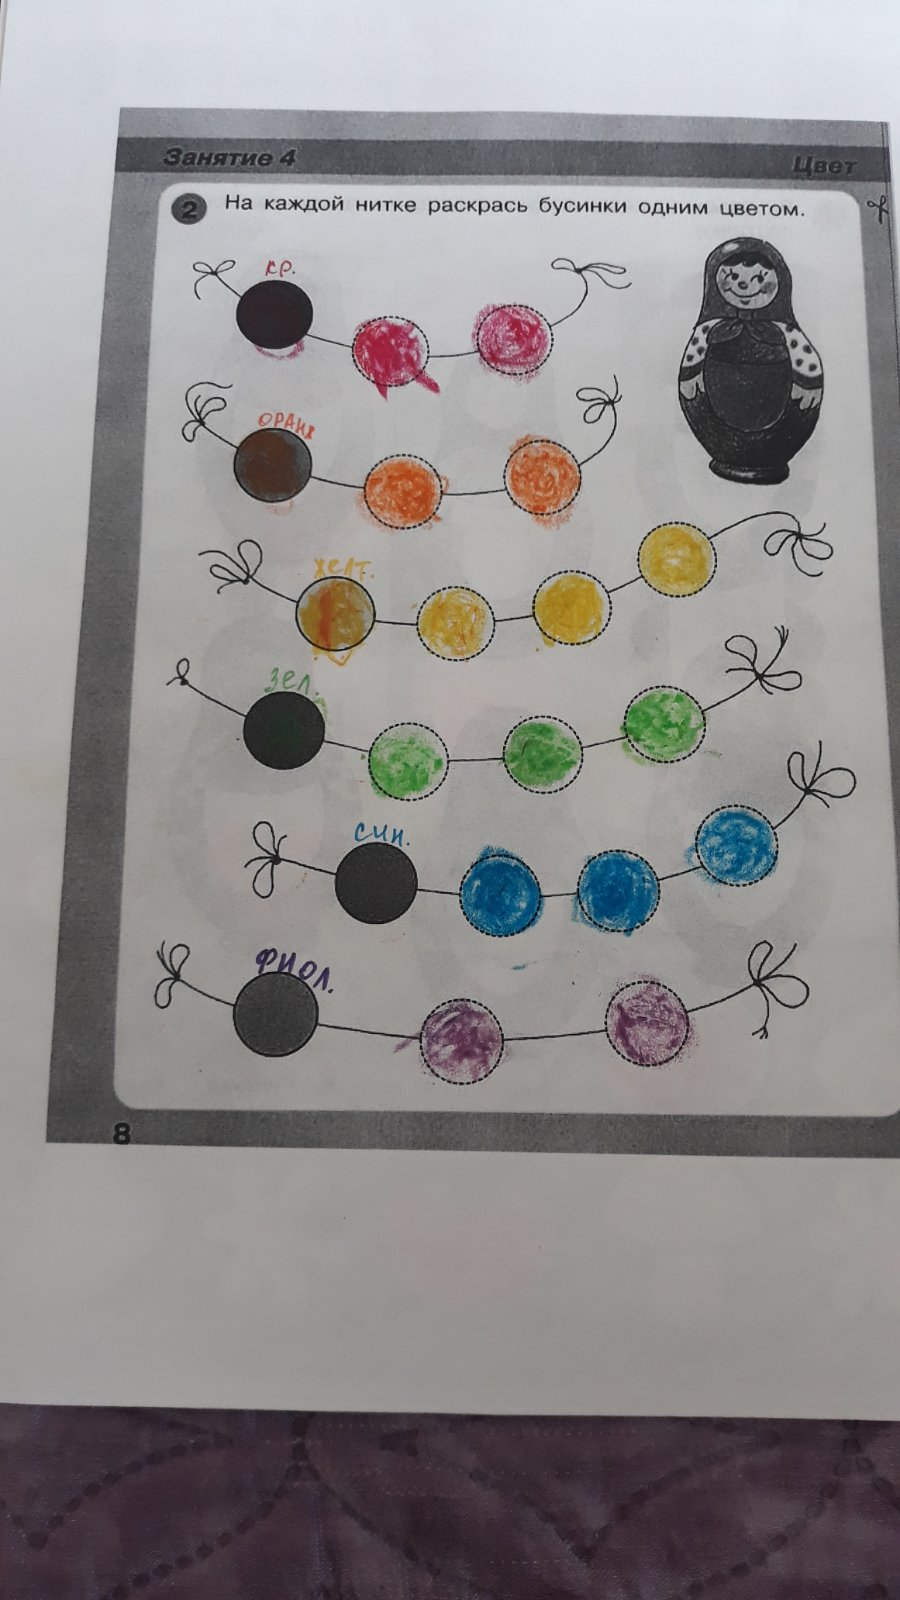 Занятие 4
Цвет
2 На каждой нитке раскрась бусинки одним цветом.
кр.
ОРАНЖ
желт.
зел.
син.
фиол.
8